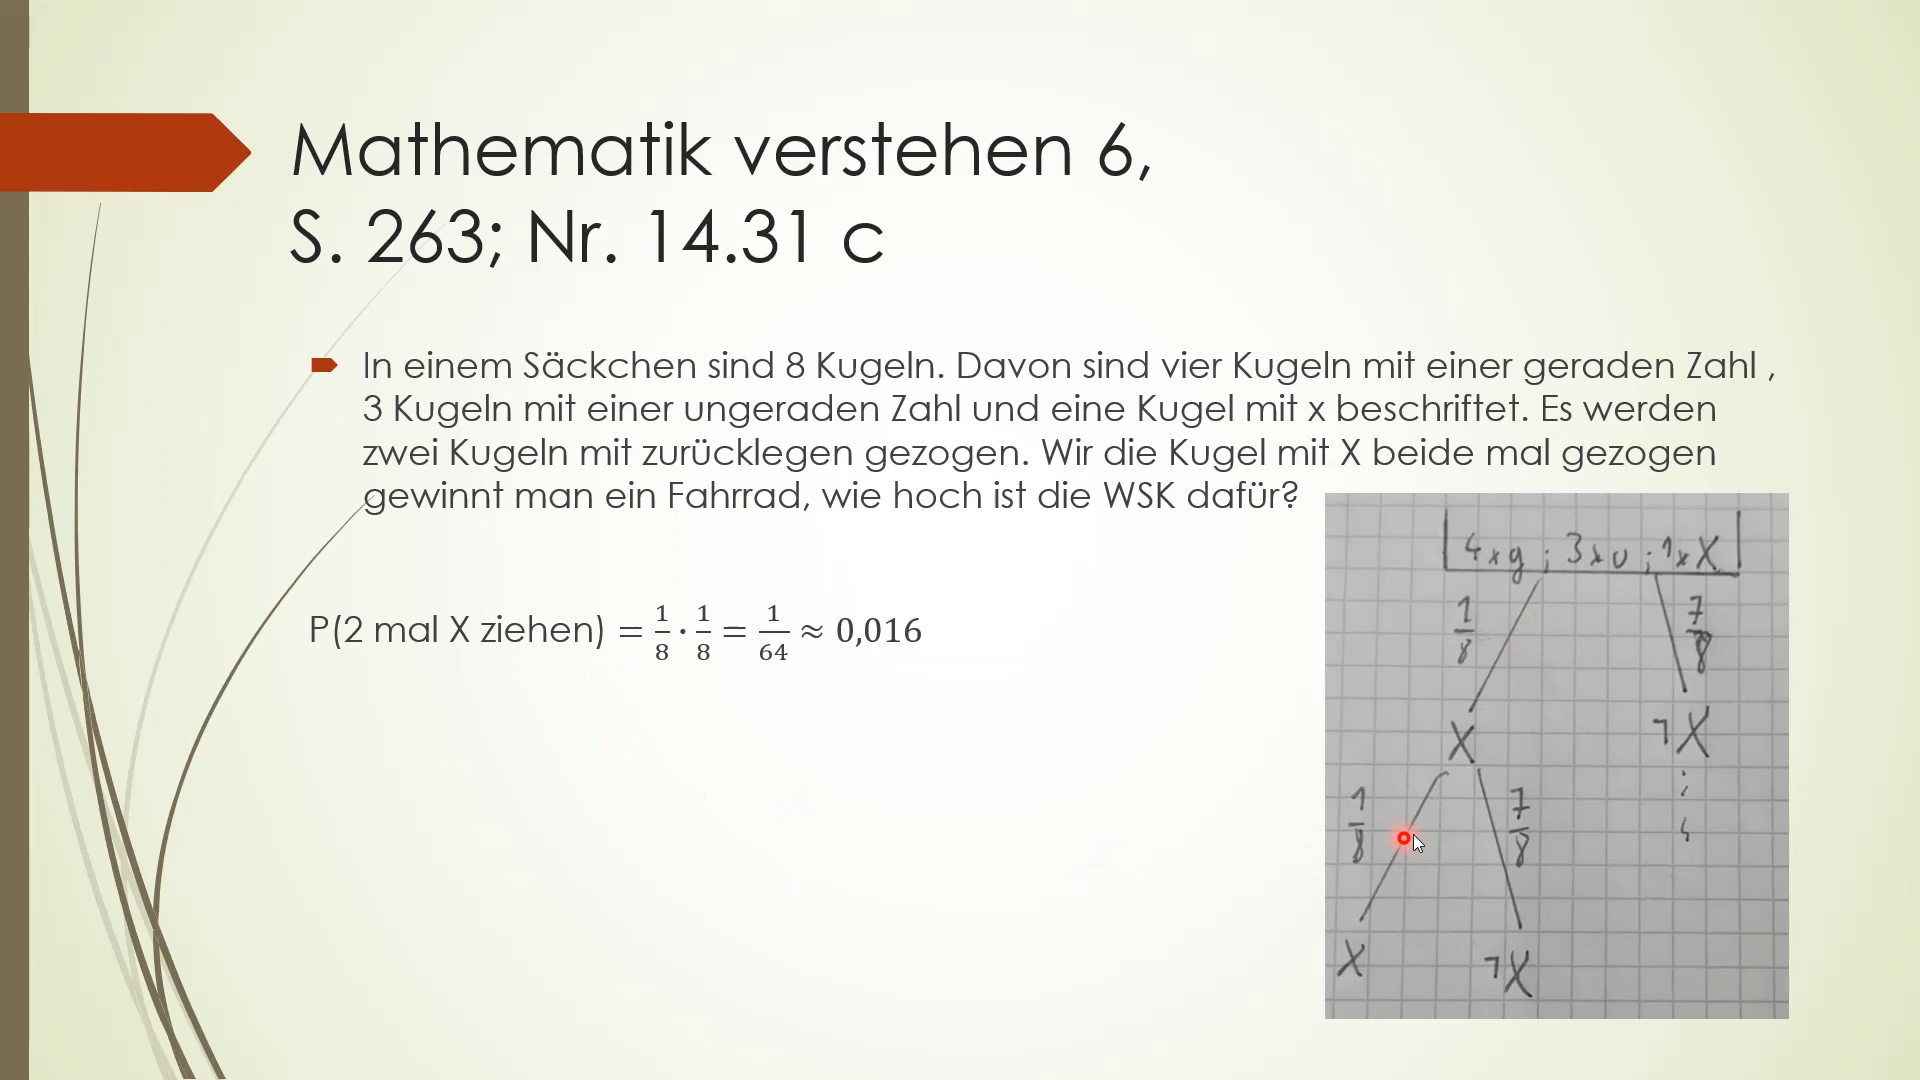 Mathematik verstehen 6,
S. 263; Nr. 14.31 c
In einem Säckchen sind 8 Kugeln. Davon sind vier Kugeln mit einer geraden Zahl ,
3 Kugeln mit einer ungeraden Zahl und eine Kugel mit x beschriftet. Es werden
zwei Kugeln mit zurücklegen gezogen. Wir die Kugel mit X beide mal gezogen
gewinnt man ein Fahrrad, wie hoch ist die WSK dafür?
P(2 mal X ziehen) = 1/8 · 1/8 = 1/64 ≈ 0,016
4xg ; 3xu ; 1xX
1/8 7/8
X ¬X
1/8 7/8
X ¬X